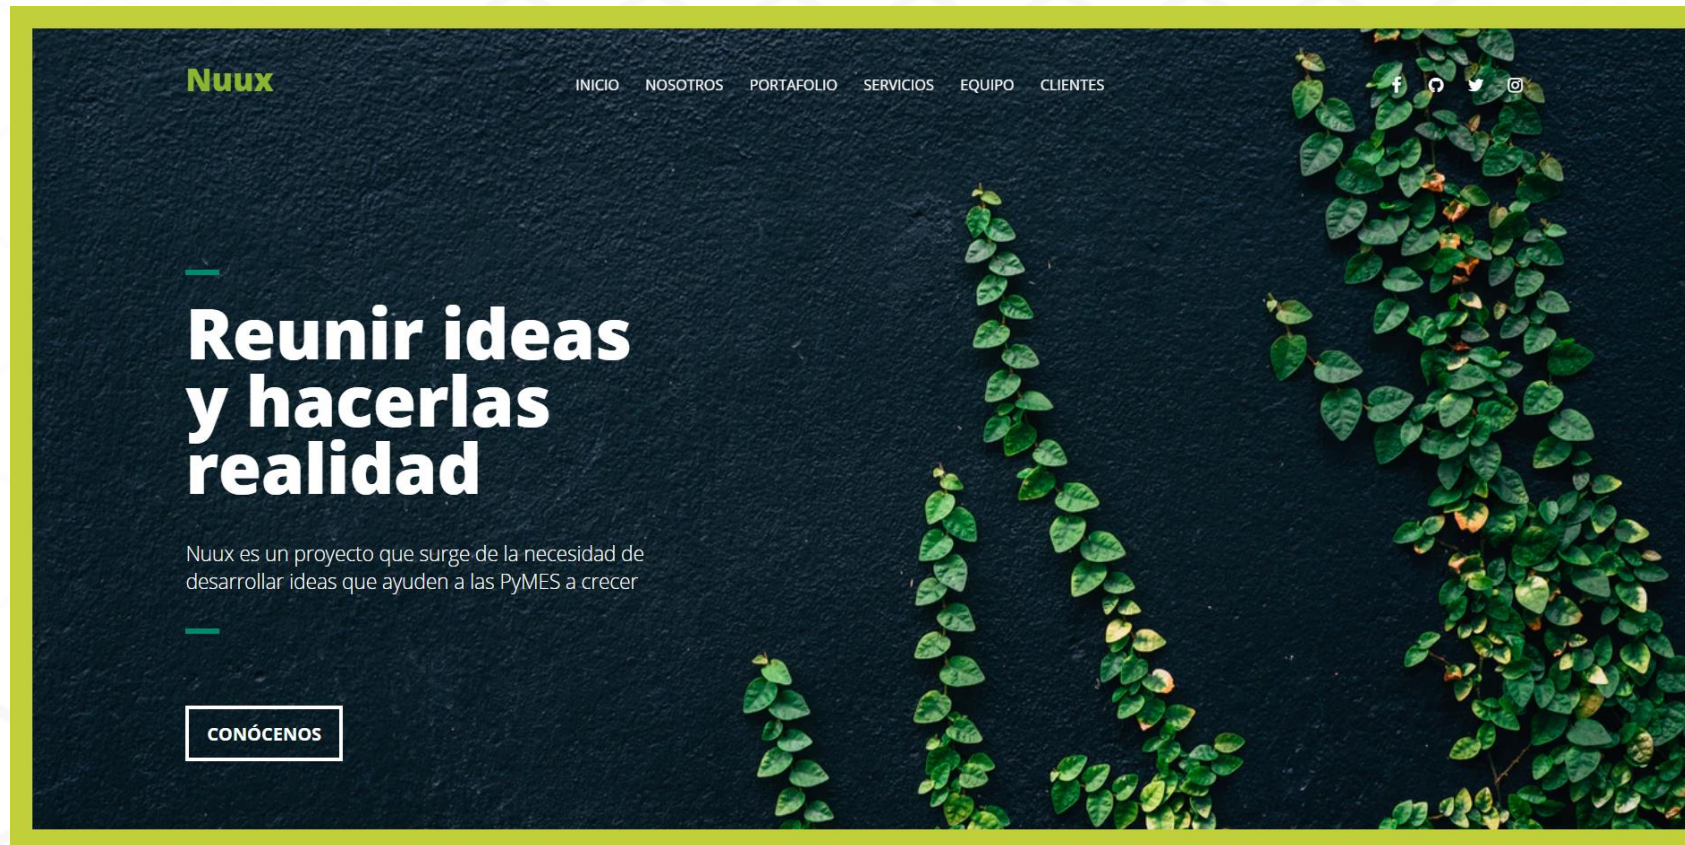 Nuux
INICIO NOSOTROS PORTAFOLIO SERVICIOS EQUIPO CLIENTES
Reunir ideas
y hacerlas
realidad
Nuux es un proyecto que surge de la necesidad de
desarrollar ideas que ayuden a las PyMES a crecer
CONÓCENOS